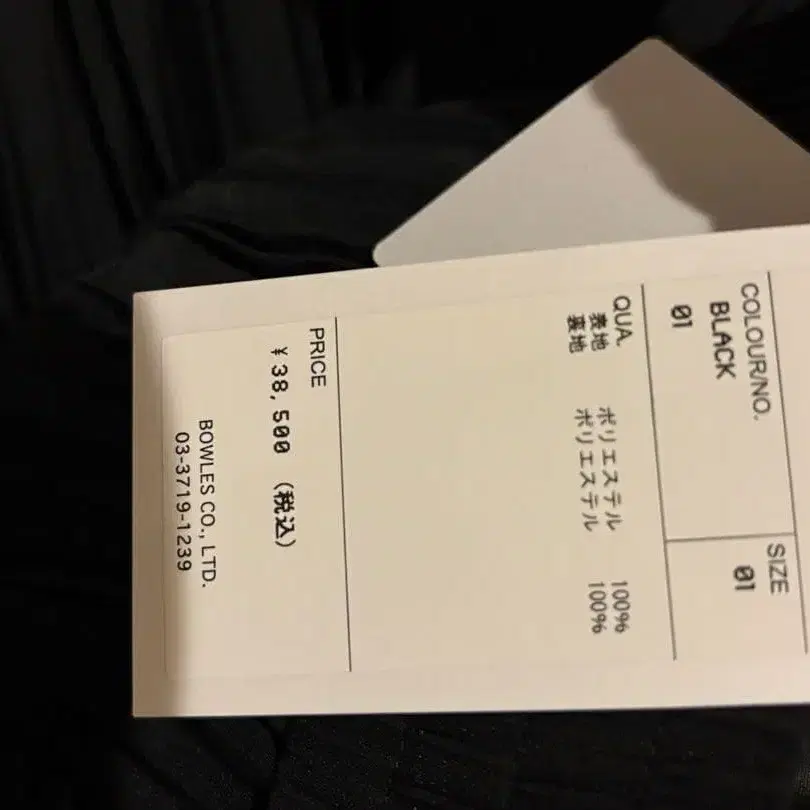 COLOUR/NO.
BLACK
01
SIZE
01
QUA.
表地 ポリエステル 100%
裏地 ポリエステル 100%
PRICE
¥38,500 (税込)
BOWLES CO., LTD.
03-3719-1239